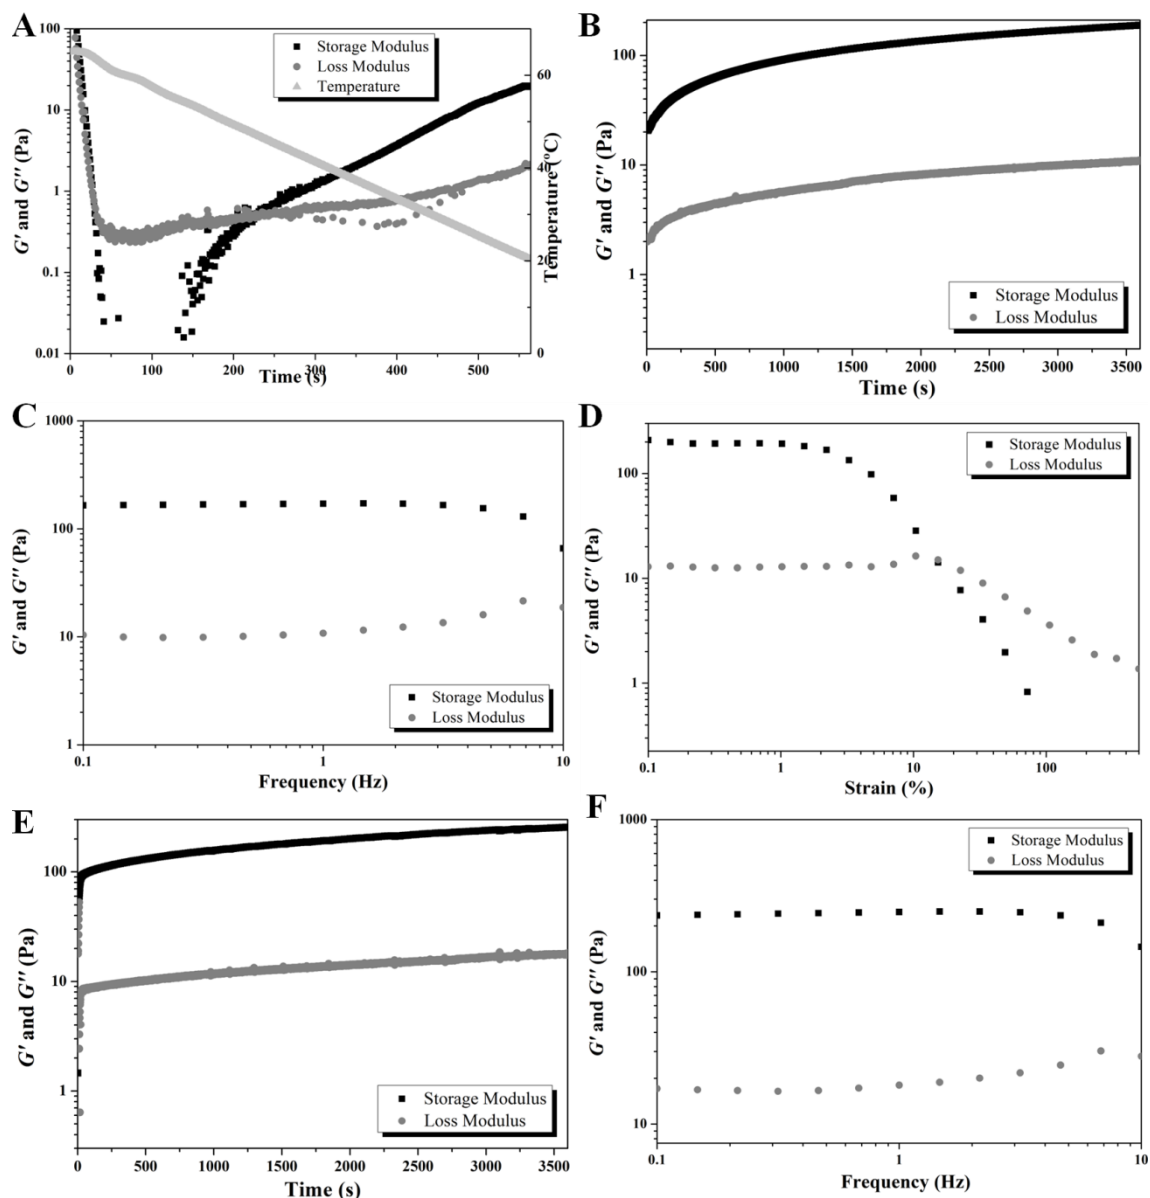 A
100
10
1
0.1
0.01
G' and G'' (Pa)
Storage Modulus
Loss Modulus
Temperature
60
40
20
0
Temperature (ºC)
0 100 200 300 400 500
Time (s)
B
100
10
1
G' and G'' (Pa)
Storage Modulus
Loss Modulus
0 500 1000 1500 2000 2500 3000 3500
Time (s)
C
1000
100
10
1
G' and G'' (Pa)
Storage Modulus
Loss Modulus
0.1 1 10
Frequency (Hz)
D
100
10
1
G' and G'' (Pa)
Storage Modulus
Loss Modulus
0.1 1 10 100
Strain (%)
E
100
10
1
G' and G'' (Pa)
Storage Modulus
Loss Modulus
0 500 1000 1500 2000 2500 3000 3500
Time (s)
F
1000
100
10
G' and G'' (Pa)
Storage Modulus
Loss Modulus
0.1 1 10
Frequency (Hz)